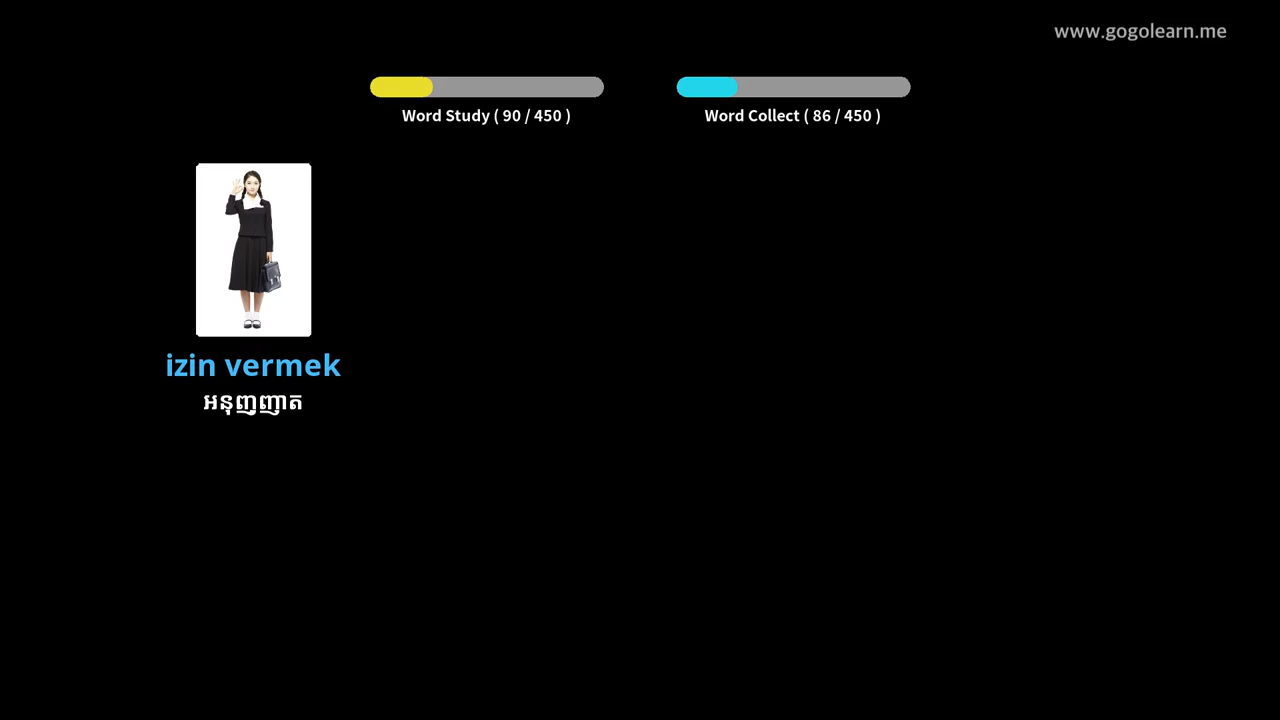 www.gogolearn.me
Word Study ( 90 / 450 )
Word Collect ( 86 / 450 )
izin vermek
អនុញ្ញាត